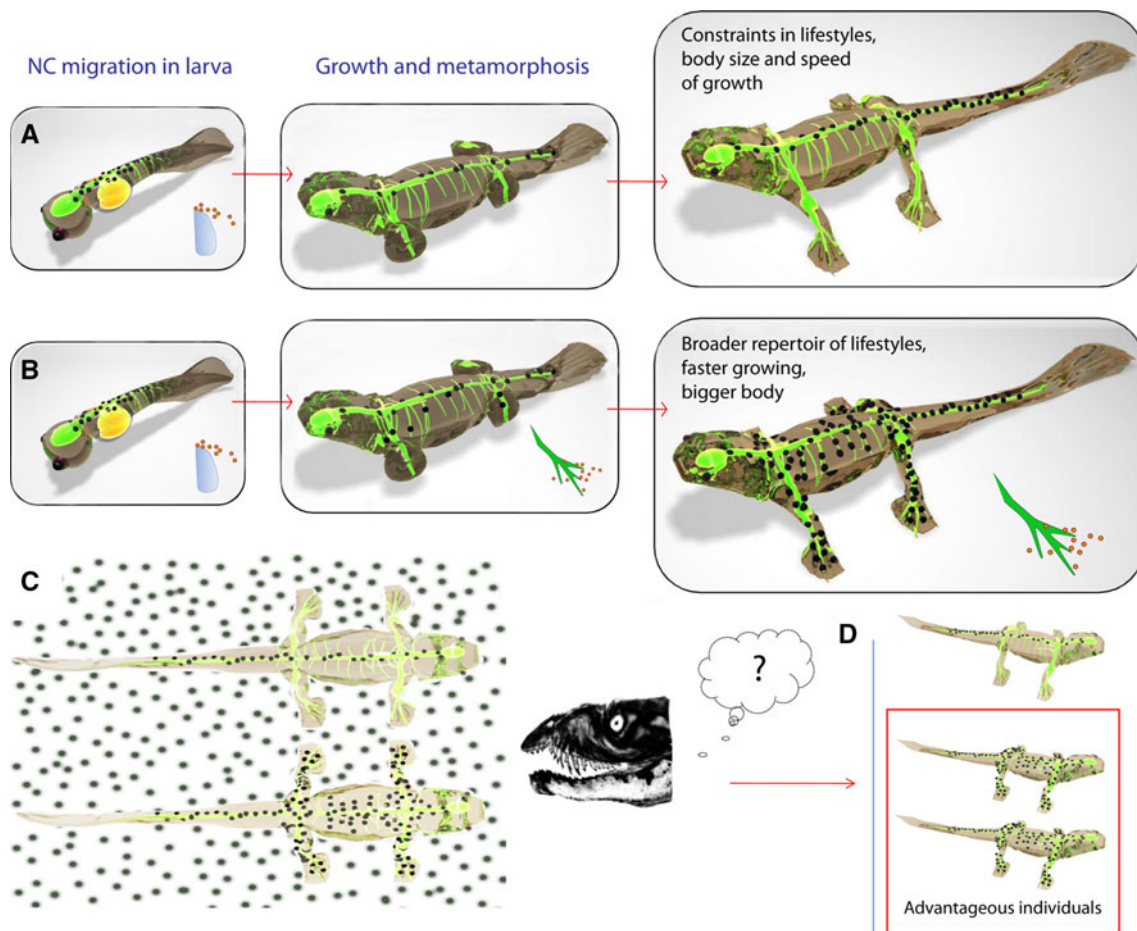 NC migration in larva
Growth and metamorphosis
Constraints in lifestyles,
body size and speed
of growth
A
B
Broader repertoir of lifestyles,
faster growing,
bigger body
C
?
D
Advantageous individuals